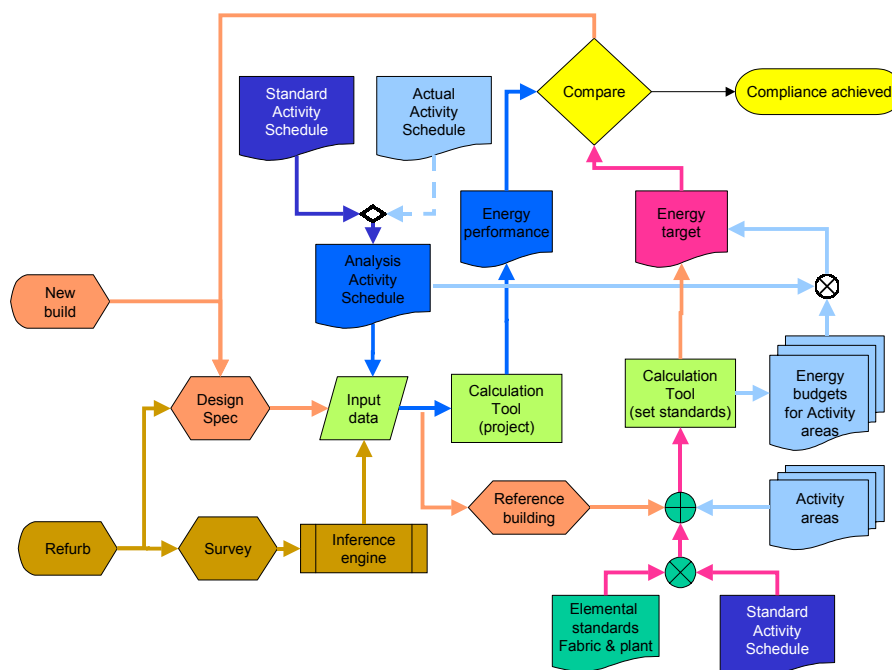 Standard
Activity
Schedule
Actual
Activity
Schedule
Compare
Compliance achieved
Energy
performance
Energy
target
Analysis
Activity
Schedule
New
build
Design
Spec
Input
data
Calculation
Tool
(project)
Calculation
Tool
(set standards)
Energy
budgets
for Activity
areas
Reference
building
Activity
areas
Refurb
Survey
Inference
engine
Elemental
standards
Fabric & plant
Standard
Activity
Schedule